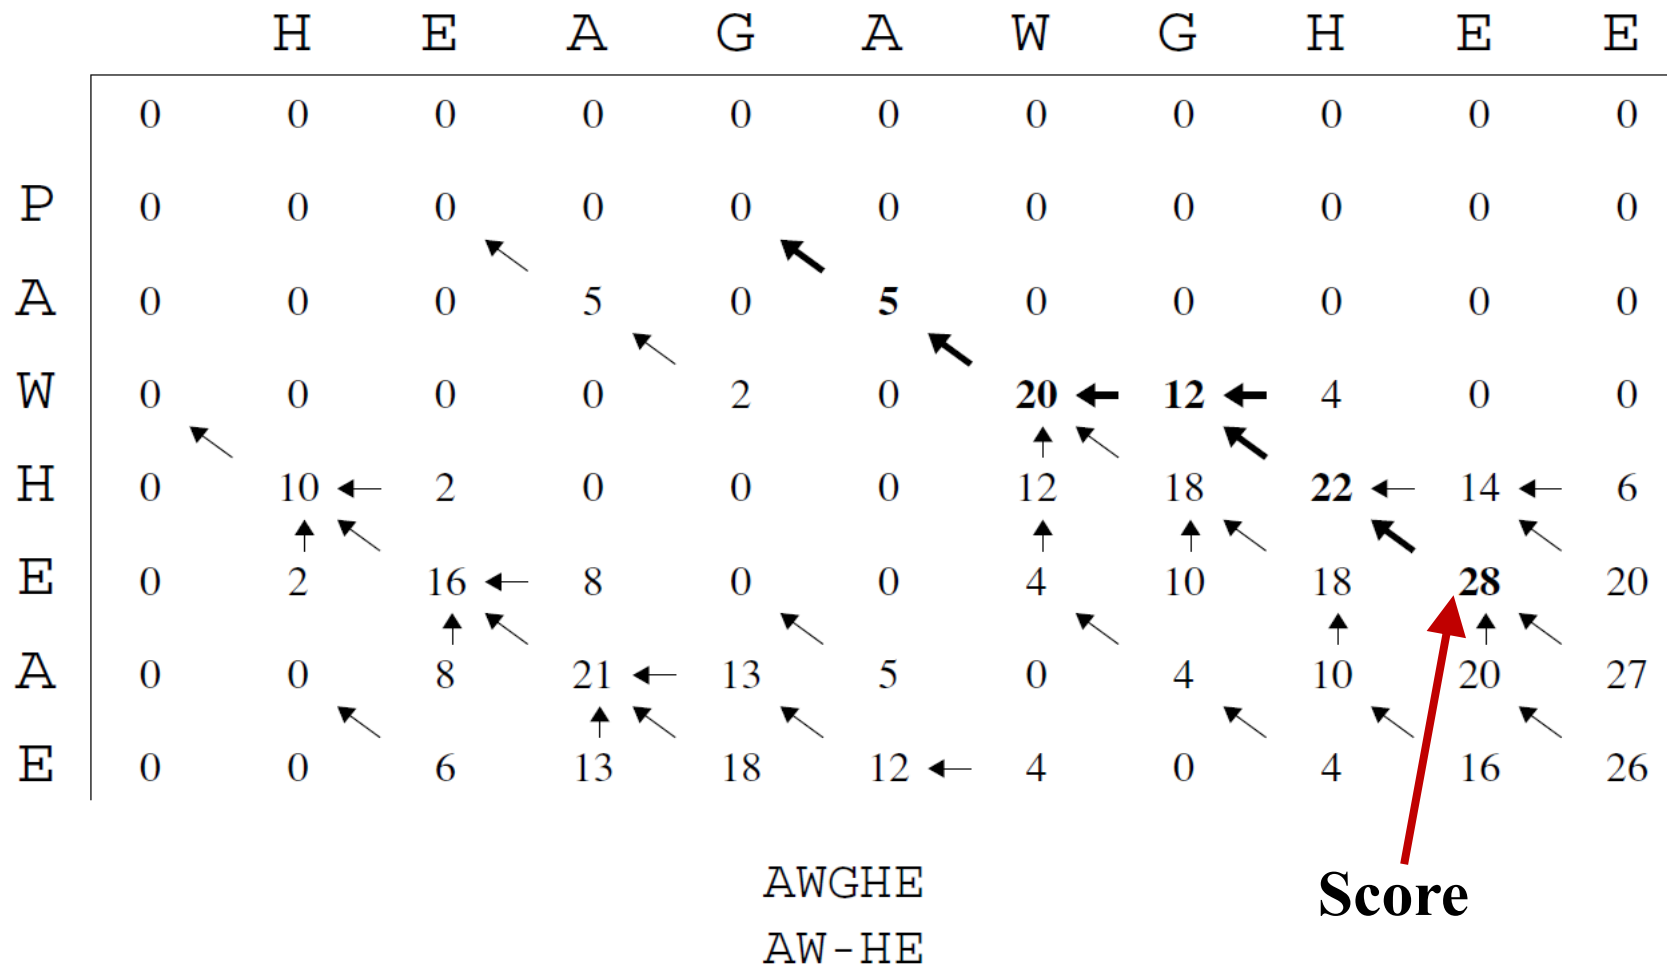 H E A G A W G H E E
0 0 0 0 0 0 0 0 0 0 0
P 0 0 0 0 0 0 0 0 0 0 0
A 0 0 0 5 0 5 0 0 0 0 0
W 0 0 0 0 2 0 20 12 4 0 0
H 0 10 2 0 0 0 12 18 22 14 6
E 0 2 16 8 0 0 4 10 18 28 20
A 0 0 8 21 13 5 0 4 10 20 27
E 0 0 6 13 18 12 4 0 4 16 26
AWGHE
Score
AW-HE